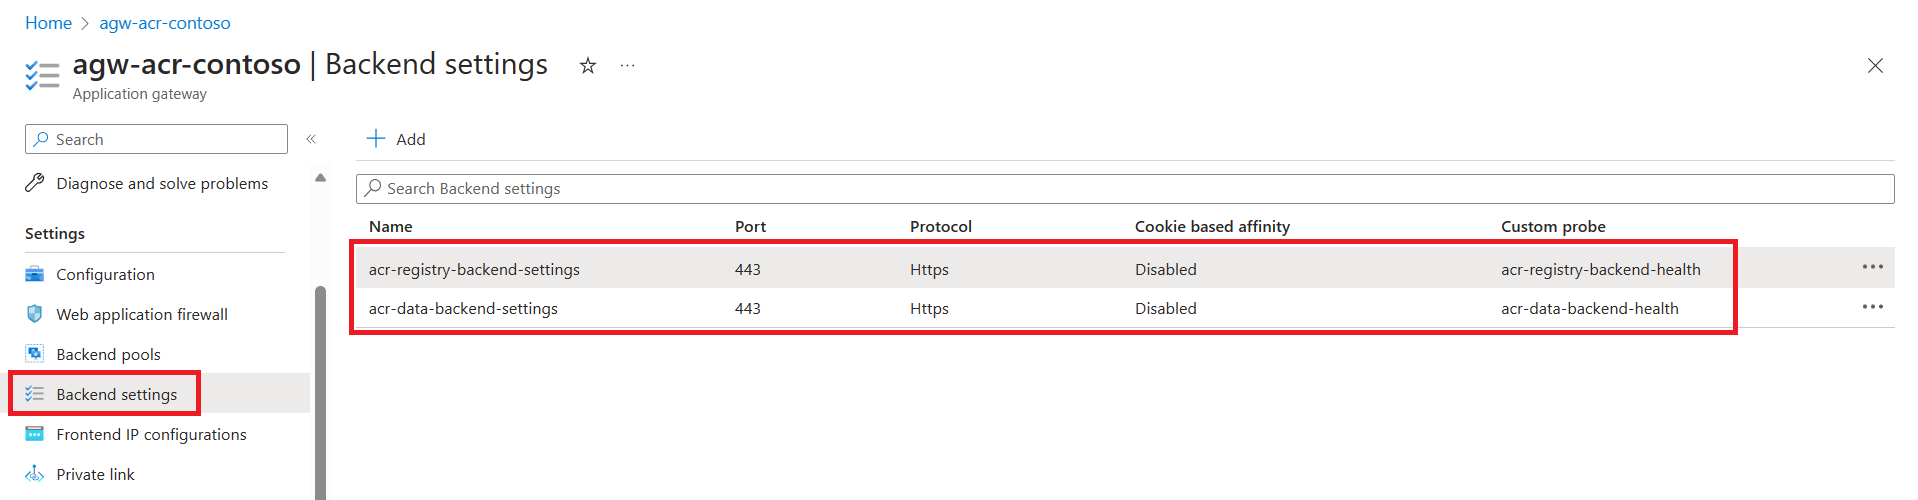 Home > agw-acr-contoso
agw-acr-contoso | Backend settings
Application gateway
Search
Diagnose and solve problems
Settings
Configuration
Web application firewall
Backend pools
Backend settings
Frontend IP configurations
Private link
Add
Search Backend settings
Name Port Protocol Cookie based affinity Custom probe
acr-registry-backend-settings 443 Https Disabled acr-registry-backend-health
acr-data-backend-settings 443 Https Disabled acr-data-backend-health